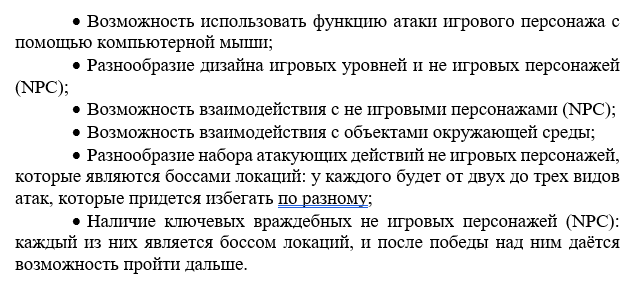 • Возможность использовать функцию атаки игрового персонажа с
помощью компьютерной мыши;
• Разнообразие дизайна игровых уровней и не игровых персонажей
(NPC);
• Возможность взаимодействия с не игровыми персонажами (NPC);
• Возможность взаимодействия с объектами окружающей среды;
• Разнообразие набора атакующих действий не игровых персонажей,
которые являются боссами локаций: у каждого будет от двух до трех видов
атак, которые придется избегать по разному;
• Наличие ключевых враждебных не игровых персонажей (NPC):
каждый из них является боссом локаций, и после победы над ним даётся
возможность пройти дальше.